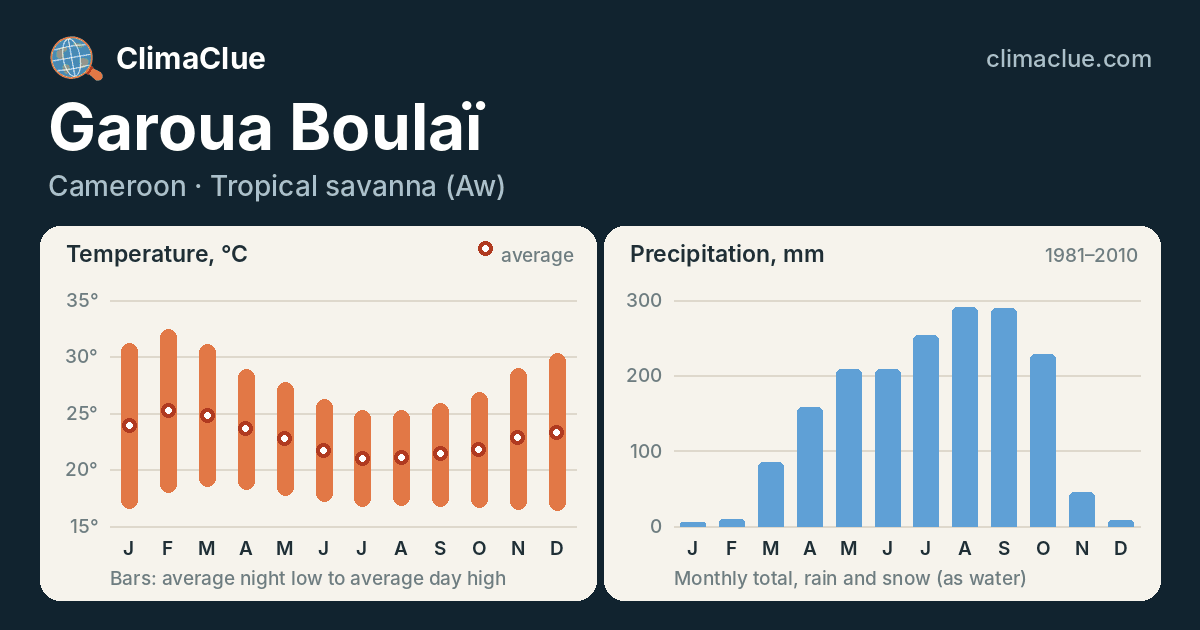 ClimaClue
climaclue.com
Garoua Boulaï
Cameroon · Tropical savanna (Aw)
Temperature, °C
average
35°
30°
25°
20°
15°
J F M A M J J A S O N D
Bars: average night low to average day high
Precipitation, mm
1981–2010
300
200
100
0
J F M A M J J A S O N D
Monthly total, rain and snow (as water)